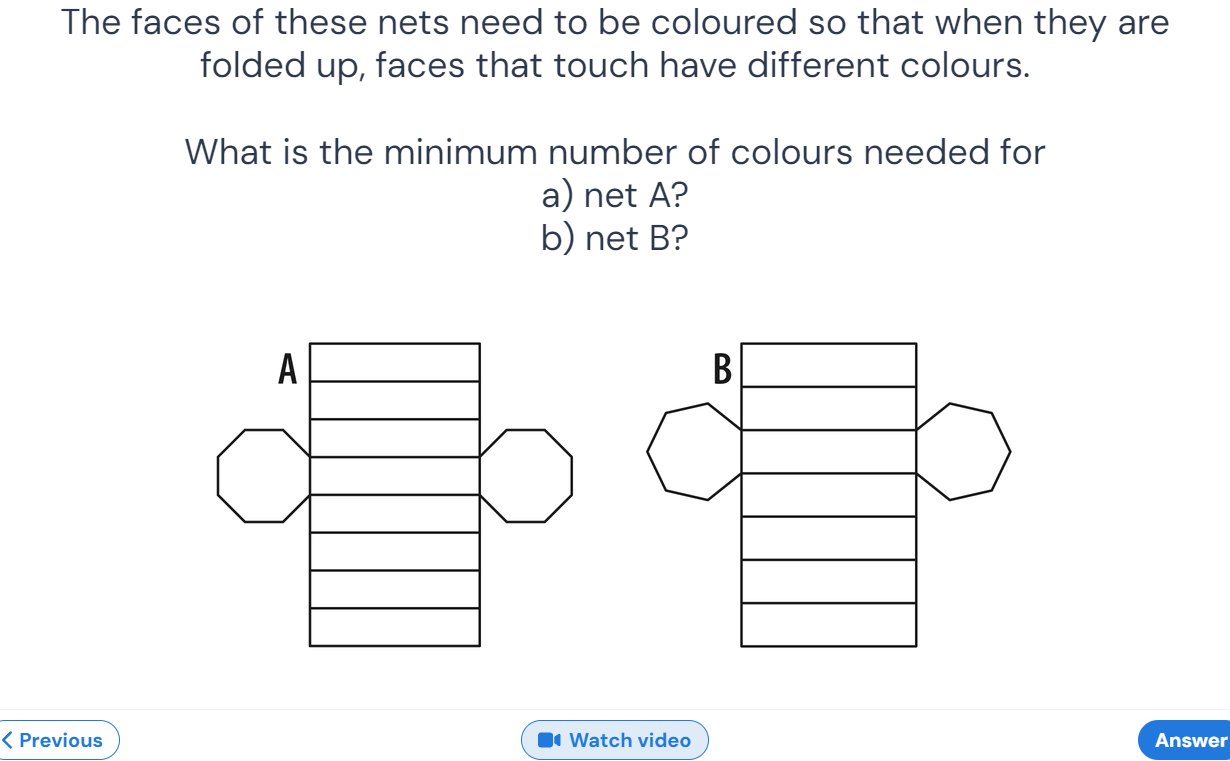 The faces of these nets need to be coloured so that when they are
folded up, faces that touch have different colours.
What is the minimum number of colours needed for
a) net A?
b) net B?
A
B
Previous
Watch video
Answer